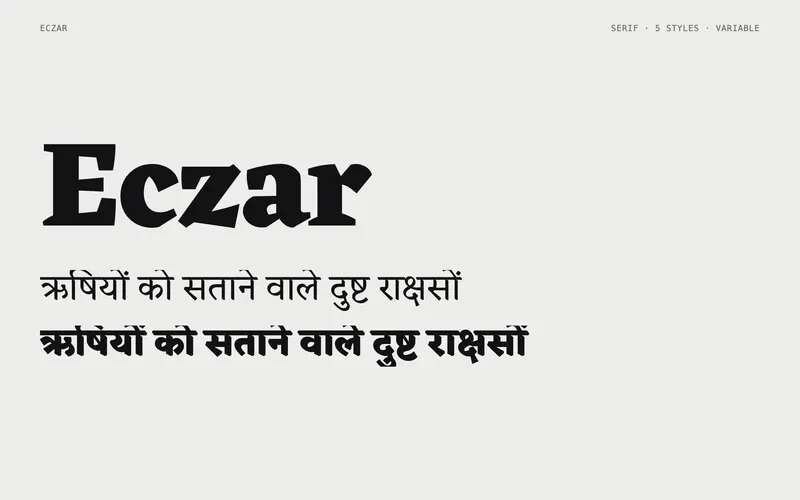 ECZAR
SERIF · 5 STYLES · VARIABLE
Eczar
ऋषियों को सताने वाले दुष्ट राक्षसों
ऋषियों को सताने वाले दुष्ट राक्षसों